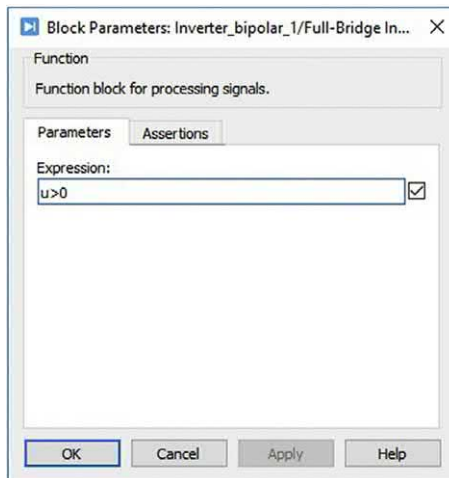 Block Parameters: Inverter_bipolar_1/Full-Bridge In...
Function
Function block for processing signals.
Parameters Assertions
Expression:
u>0
OK Cancel Apply Help